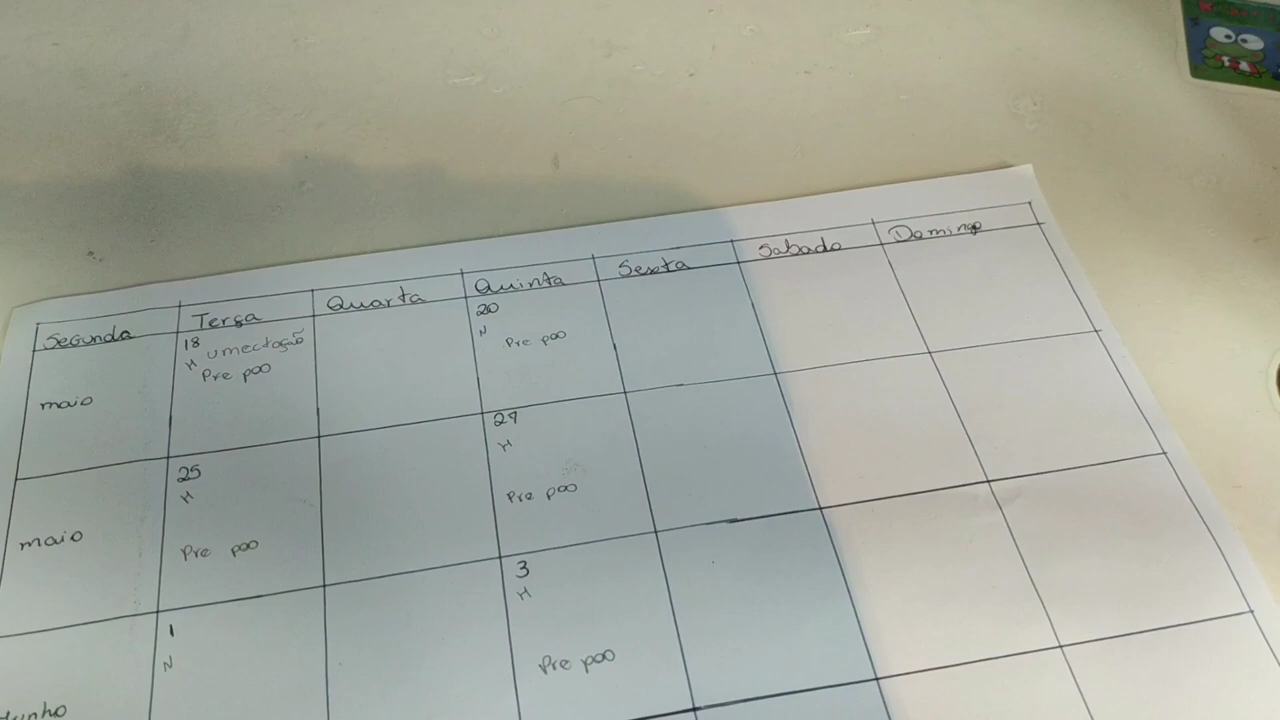 Segunda Terça Quarta Quinta Sexta Sabado Domingo
maio
18
H umectação
Pre poo
20
N
Pre poo
maio
25
H
Pre poo
27
H
Pre poo
Junho
1
N
3
H
Pre poo